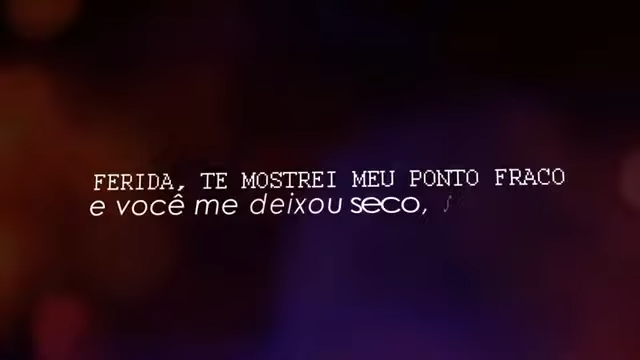 FERIDA, TE MOSTREI MEU PONTO FRACO
e você me deixou seco,